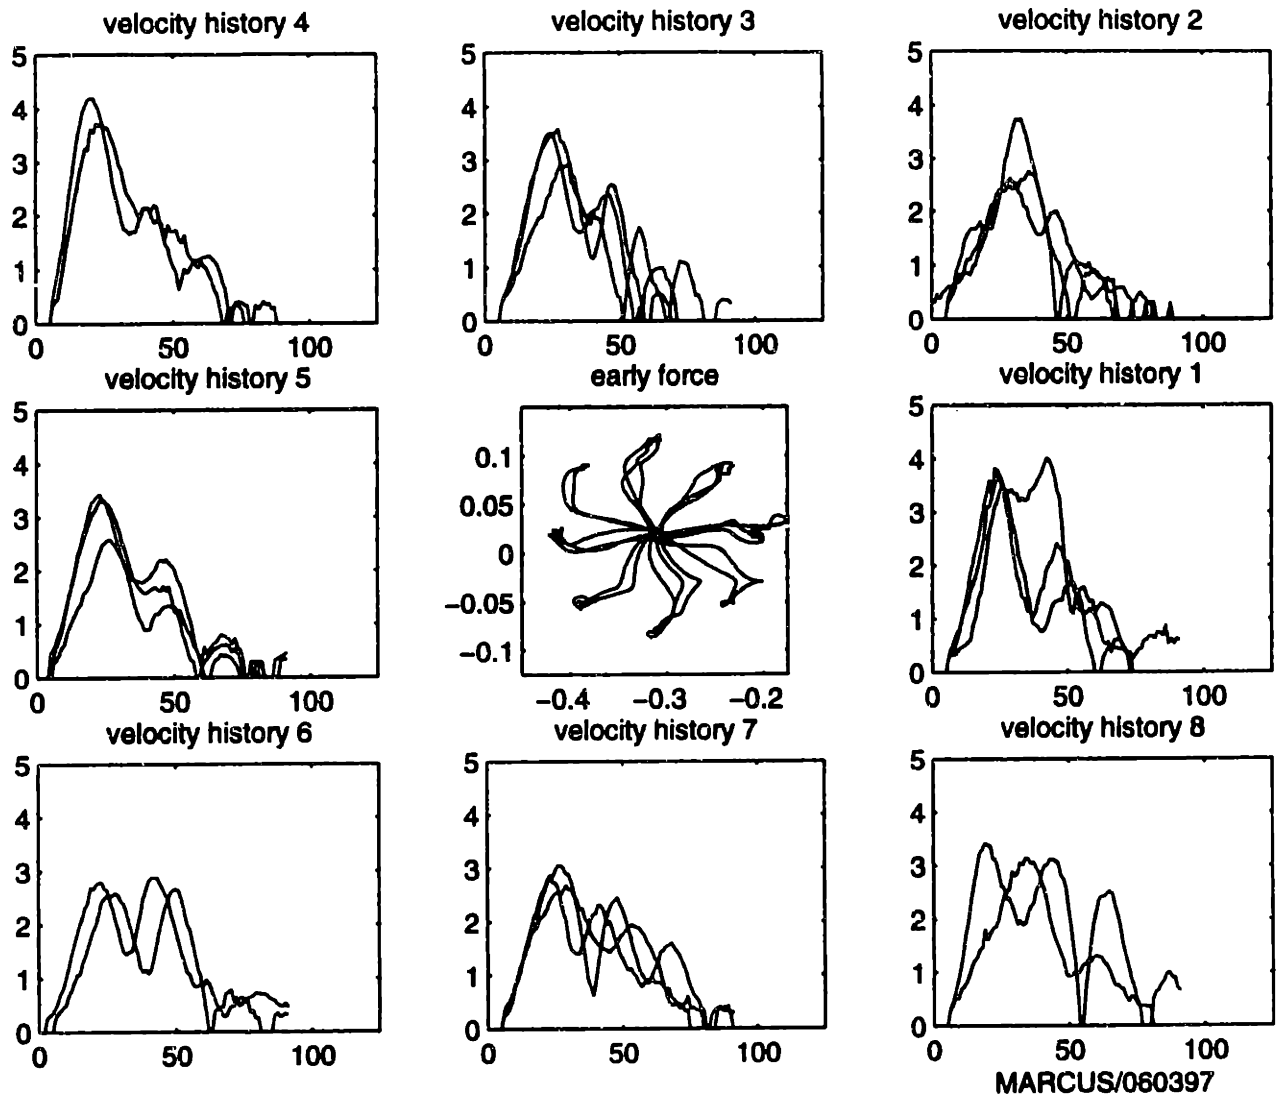 velocity history 4 velocity history 3 velocity history 2
5 5 5
4 4 4
3 3 3
2 2 2
1 1 1
0 0 0
0 50 100 0 50 100 0 50 100
velocity history 5 early force velocity history 1
5 5
4 0.1 4
3 0.05 3
2 0 2
1 −0.05 1
0 −0.1 0
0 50 100 −0.4 −0.3 −0.2 0 50 100
velocity history 6 velocity history 7 velocity history 8
5 5 5
4 4 4
3 3 3
2 2 2
1 1 1
0 0 0
0 50 100 0 50 100 0 50 100
MARCUS/060397